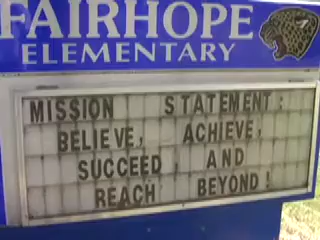 FAIRHOPE
ELEMENTARY
MISSION STATEMENT:
BELIEVE, ACHIEVE,
SUCCEED, AND
REACH BEYOND!